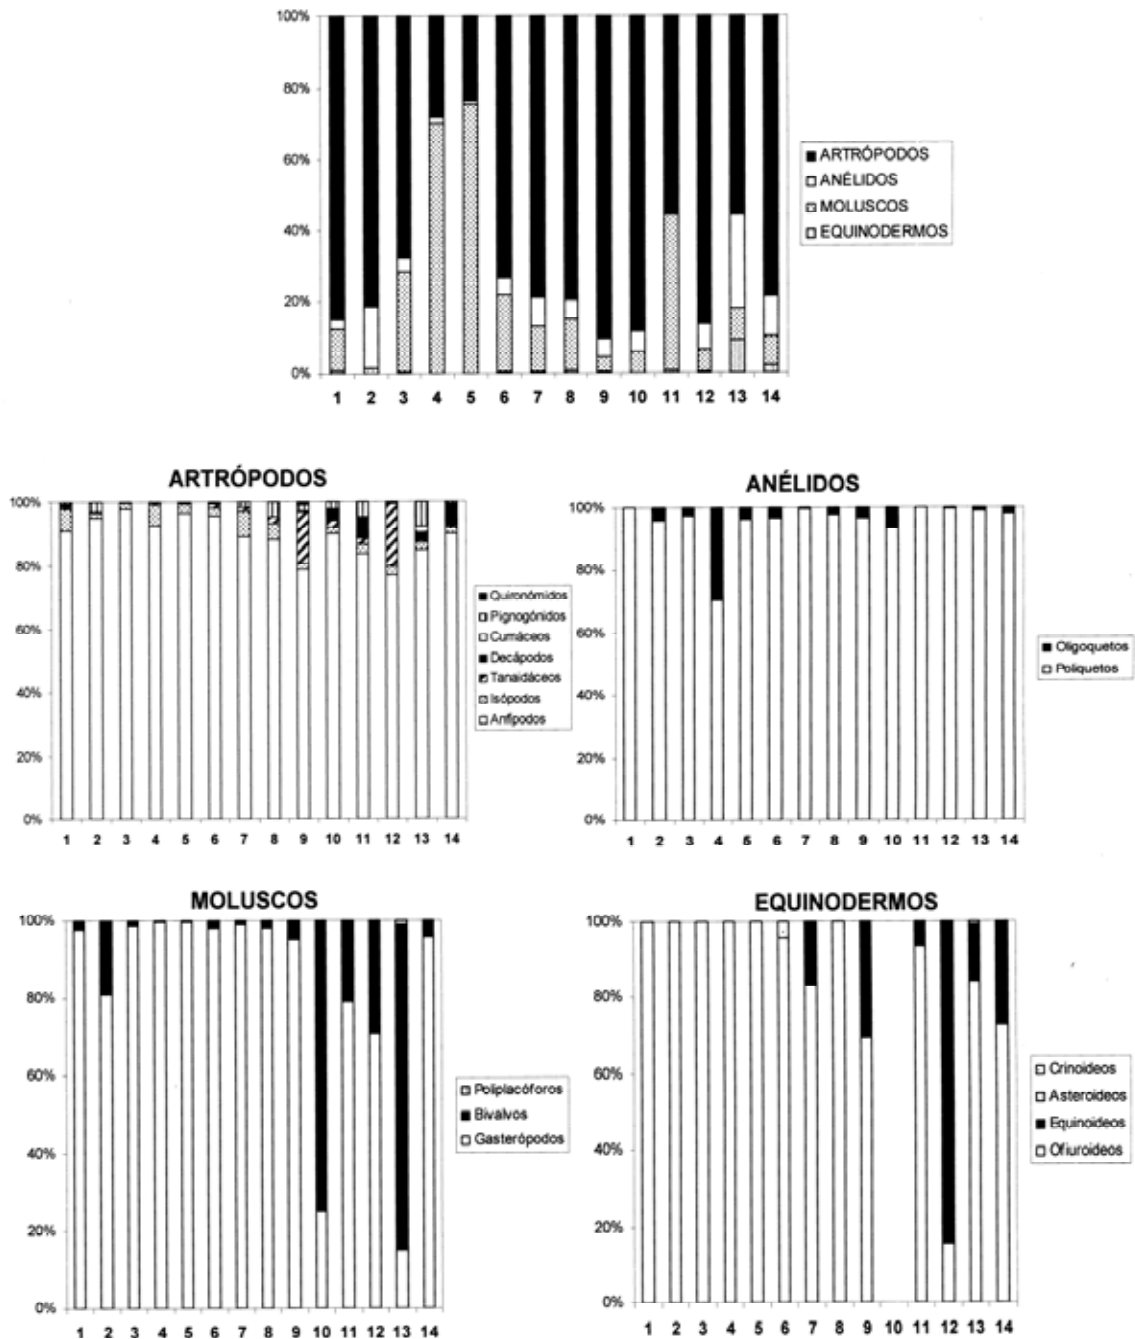 100%
80%
60%
40%
20%
0%
1 2 3 4 5 6 7 8 9 10 11 12 13 14
ARTRÓPODOS
ANÉLIDOS
MOLUSCOS
EQUINODERMOS
ARTRÓPODOS
100%
80%
60%
40%
20%
0%
1 2 3 4 5 6 7 8 9 10 11 12 13 14
Quironómidos
Pignogónidos
Cumáceos
Decápodos
Tanaidáceos
Isópodos
Anfípodos
ANÉLIDOS
100%
80%
60%
40%
20%
0%
1 2 3 4 5 6 7 8 9 10 11 12 13 14
Oligoquetos
Poliquetos
MOLUSCOS
100%
80%
60%
40%
20%
0%
1 2 3 4 5 6 7 8 9 10 11 12 13 14
Poliplacóforos
Bivalvos
Gasterópodos
EQUINODERMOS
100%
80%
60%
40%
20%
0%
1 2 3 4 5 6 7 8 9 10 11 12 13 14
Crinoideos
Asteroideos
Equinoideos
Ofiuroideos